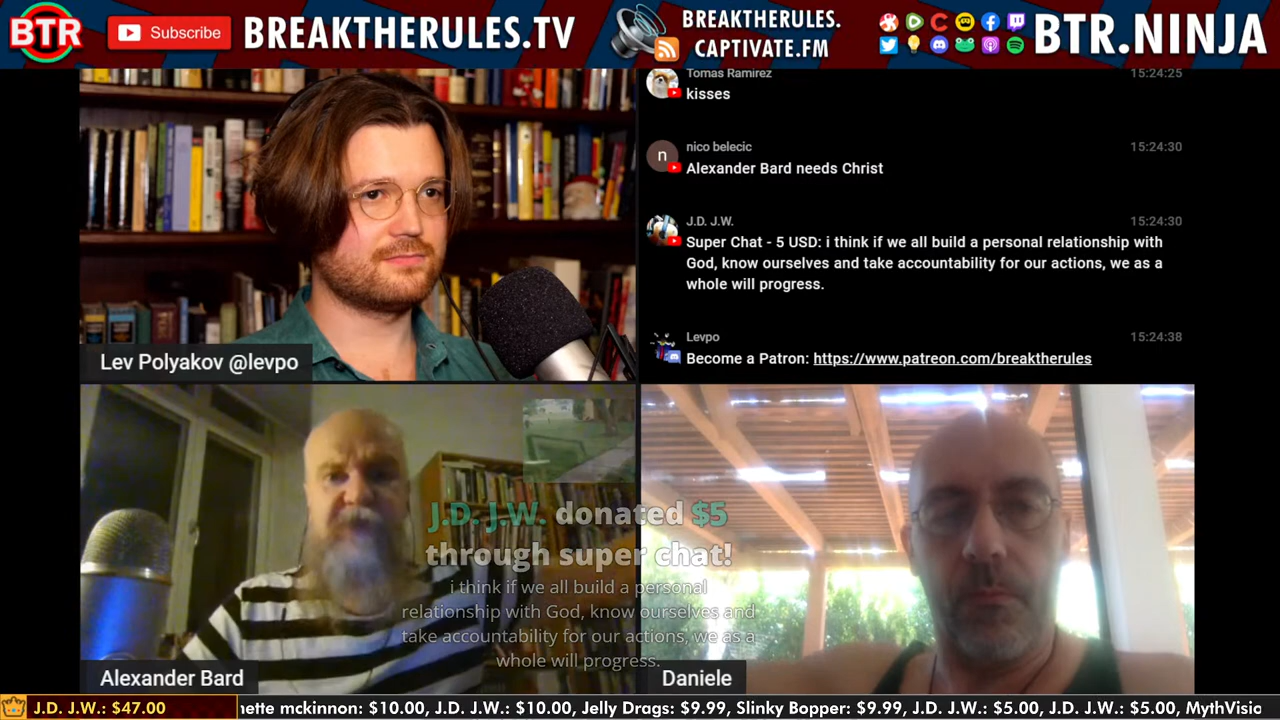 BTR
Subscribe
BREAKTHERULES.TV
BREAKTHERULES.
CAPTIVATE.FM
BTR.NINJA
Tomas Ramirez
15:24:25
kisses
n
nico belecic
15:24:30
Alexander Bard needs Christ
J.D. J.W.
15:24:30
Super Chat - 5 USD: i think if we all build a personal relationship with
God, know ourselves and take accountability for our actions, we as a
whole will progress.
Levpo
15:24:38
Become a Patron: https://www.patreon.com/breaktherules
Lev Polyakov @levpo
J.D. J.W. donated $5
through super chat!
i think if we all build a personal
relationship with God, know ourselves and
take accountability for our actions, we as a
whole will progress.
Alexander Bard
Daniele
J.D. J.W.: $47.00
nette mckinnon: $10.00, J.D. J.W.: $10.00, Jelly Drags: $9.99, Slinky Bopper: $9.99, J.D. J.W.: $5.00, J.D. J.W.: $5.00, MythVisio